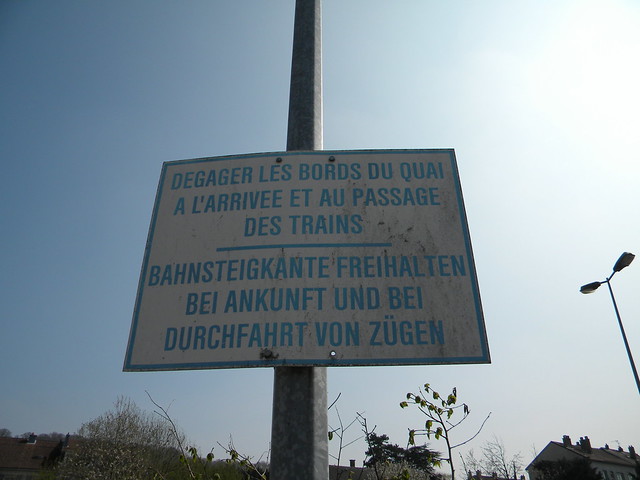 DEGAGER LES BORDS DU QUAI
A L'ARRIVEE ET AU PASSAGE
DES TRAINS
BAHNSTEIGKANTE FREIHALTEN
BEI ANKUNFT UND BEI
DURCHFAHRT VON ZÜGEN